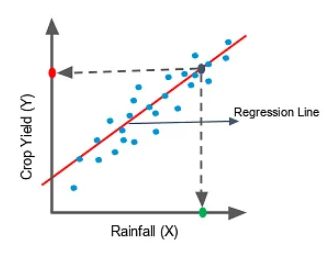 Crop Yield (Y)
Regression Line
Rainfall (X)